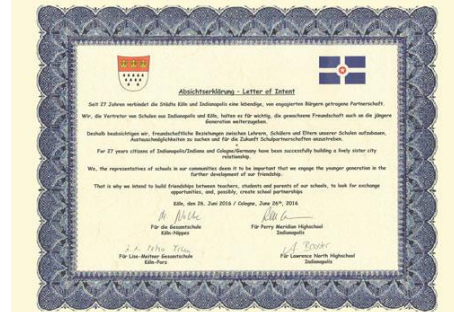 Absichtserklärung - Letter of Intent
Seit 27 Jahren verbindet die Städte Köln und Indianapolis eine lebendige, von engagierten Bürgern getragene Partnerschaft.
Wir, die Vertreter von Schulen aus Indianapolis und Köln, halten es für wichtig, die gewachsene Freundschaft auch an die jüngere
Generation weiterzugeben.
Deshalb beabsichtigen wir, freundschaftliche Beziehungen zwischen Lehrern, Schülern und Eltern unserer Schulen aufzubauen,
Austauschmöglichkeiten zu suchen und für die Zukunft Schulpartnerschaften anzustreben.
For 27 years citizens of Indianapolis/Indiana and Cologne/Germany have been successfully building a lively sister city
relationship.
We, the representatives of schools in our communities deem it to be important that we engage the younger generation in the
further development of our friendship.
That is why we intend to build friendships between teachers, students and parents of our schools, to look for exchange
opportunities, and, possibly, create school partnerships
Köln, den 26. Juni 2016 / Cologne, June 26th, 2016
Für die Gesamtschule
Köln-Nippes
Für Perry Meridian Highschool
Indianapolis
Für Lise-Meitner Gesamtschule
Köln-Porz
Für Lawrence North Highschool
Indianapolis